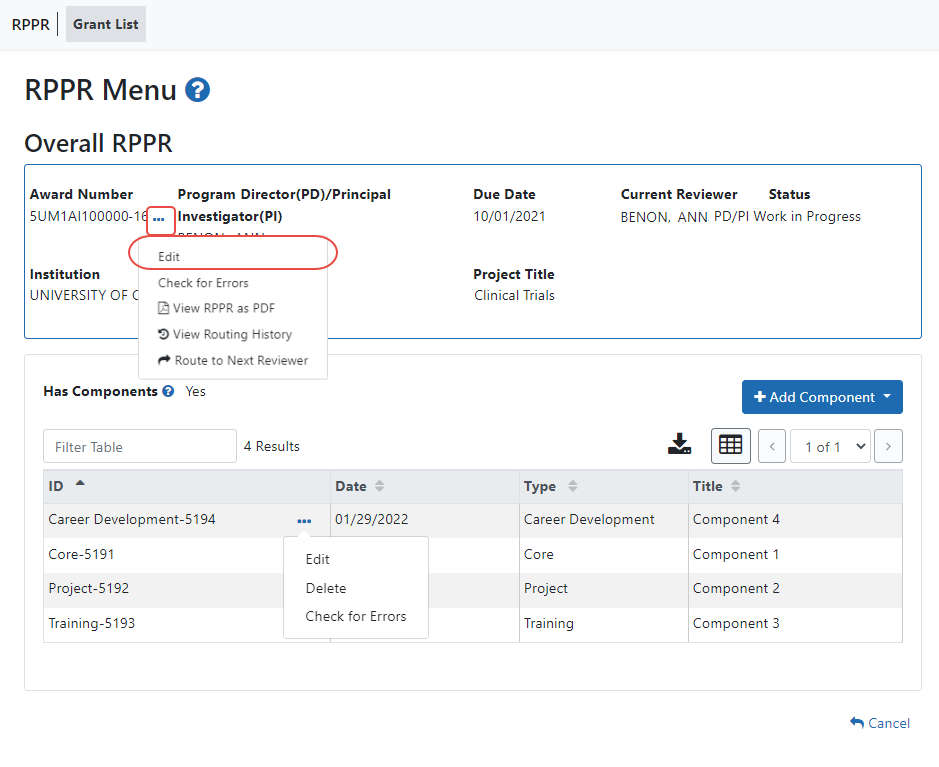 RPPR Grant List
RPPR Menu ?
Overall RPPR
Award Number Program Director(PD)/Principal Due Date Current Reviewer Status
5UM1AI100000-16 ... Investigator(PI) 10/01/2021 BENON, ANN PD/PI Work in Progress
BENON, ANN
Edit
Institution Project Title
UNIVERSITY OF Clinical Trials
Check for Errors
View RPPR as PDF
View Routing History
Route to Next Reviewer
Has Components ? Yes
+ Add Component
Filter Table 4 Results < 1 of 1 >
ID Date Type Title
Career Development-5194 ... 01/29/2022 Career Development Component 4
Core-5191 Core Component 1
Project-5192 Project Component 2
Training-5193 Training Component 3
Edit
Delete
Check for Errors
Cancel